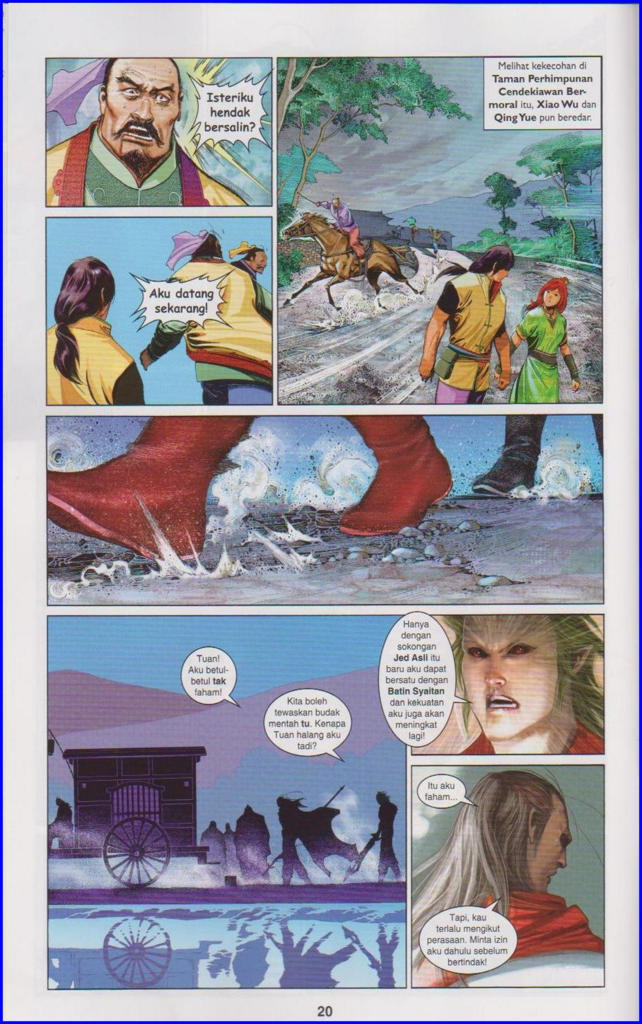 Isteriku
hendak
bersalin?
Melihat kekecohan di
Taman Perhimpunan
Cendekiawan Ber-
moral itu, Xiao Wu dan
Qing Yue pun beredar.
Aku datang
sekarang!
Tuan!
Aku betul-
betul tak
faham!
Kita boleh
tewaskan budak
mentah tu. Kenapa
Tuan halang aku
tadi?
Hanya
dengan
sokongan
Jed Asli itu
baru aku dapat
bersatu dengan
Batin Syaitan
dan kekuatan
aku juga akan
meningkat
lagi!
Itu aku
faham...
Tapi, kau
terlalu mengikut
perasaan. Minta izin
aku dahulu sebelum
bertindak!
20